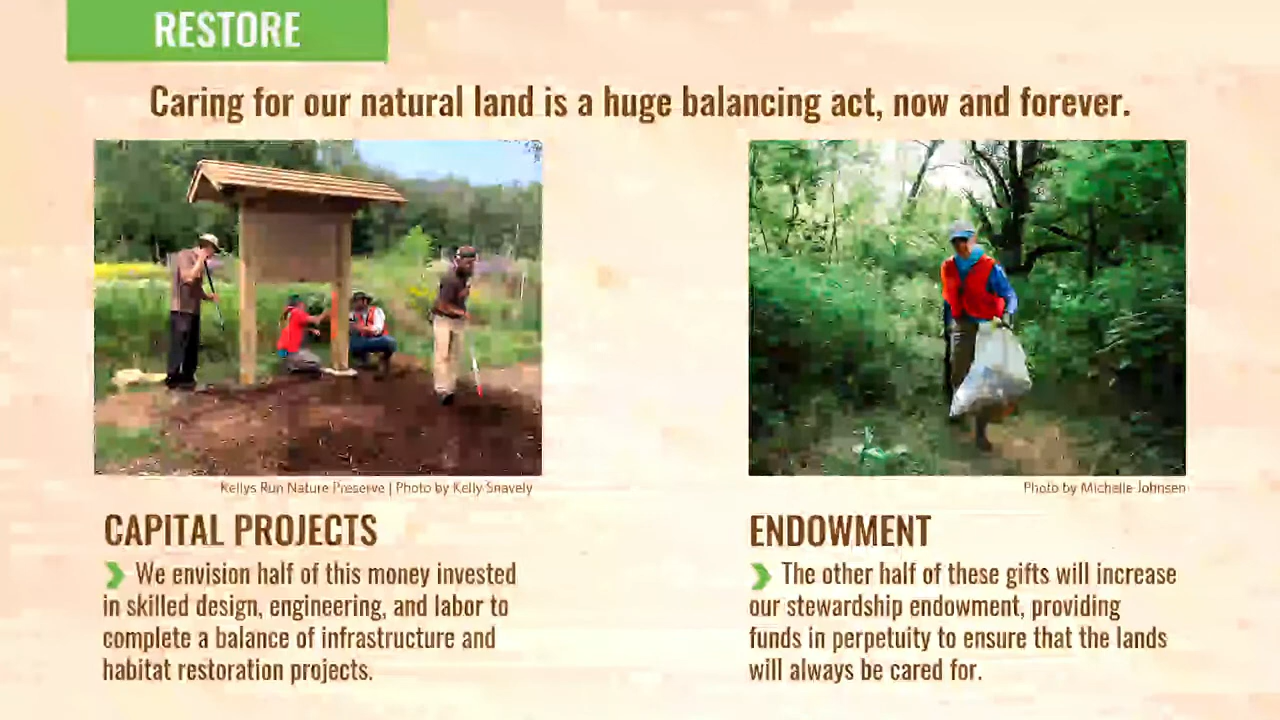 RESTORE
Caring for our natural land is a huge balancing act, now and forever.
Kellys Run Nature Preserve | Photo by Kelly Snavely
Photo by Michelle Johnsen
CAPITAL PROJECTS
We envision half of this money invested
in skilled design, engineering, and labor to
complete a balance of infrastructure and
habitat restoration projects.
ENDOWMENT
The other half of these gifts will increase
our stewardship endowment, providing
funds in perpetuity to ensure that the lands
will always be cared for.